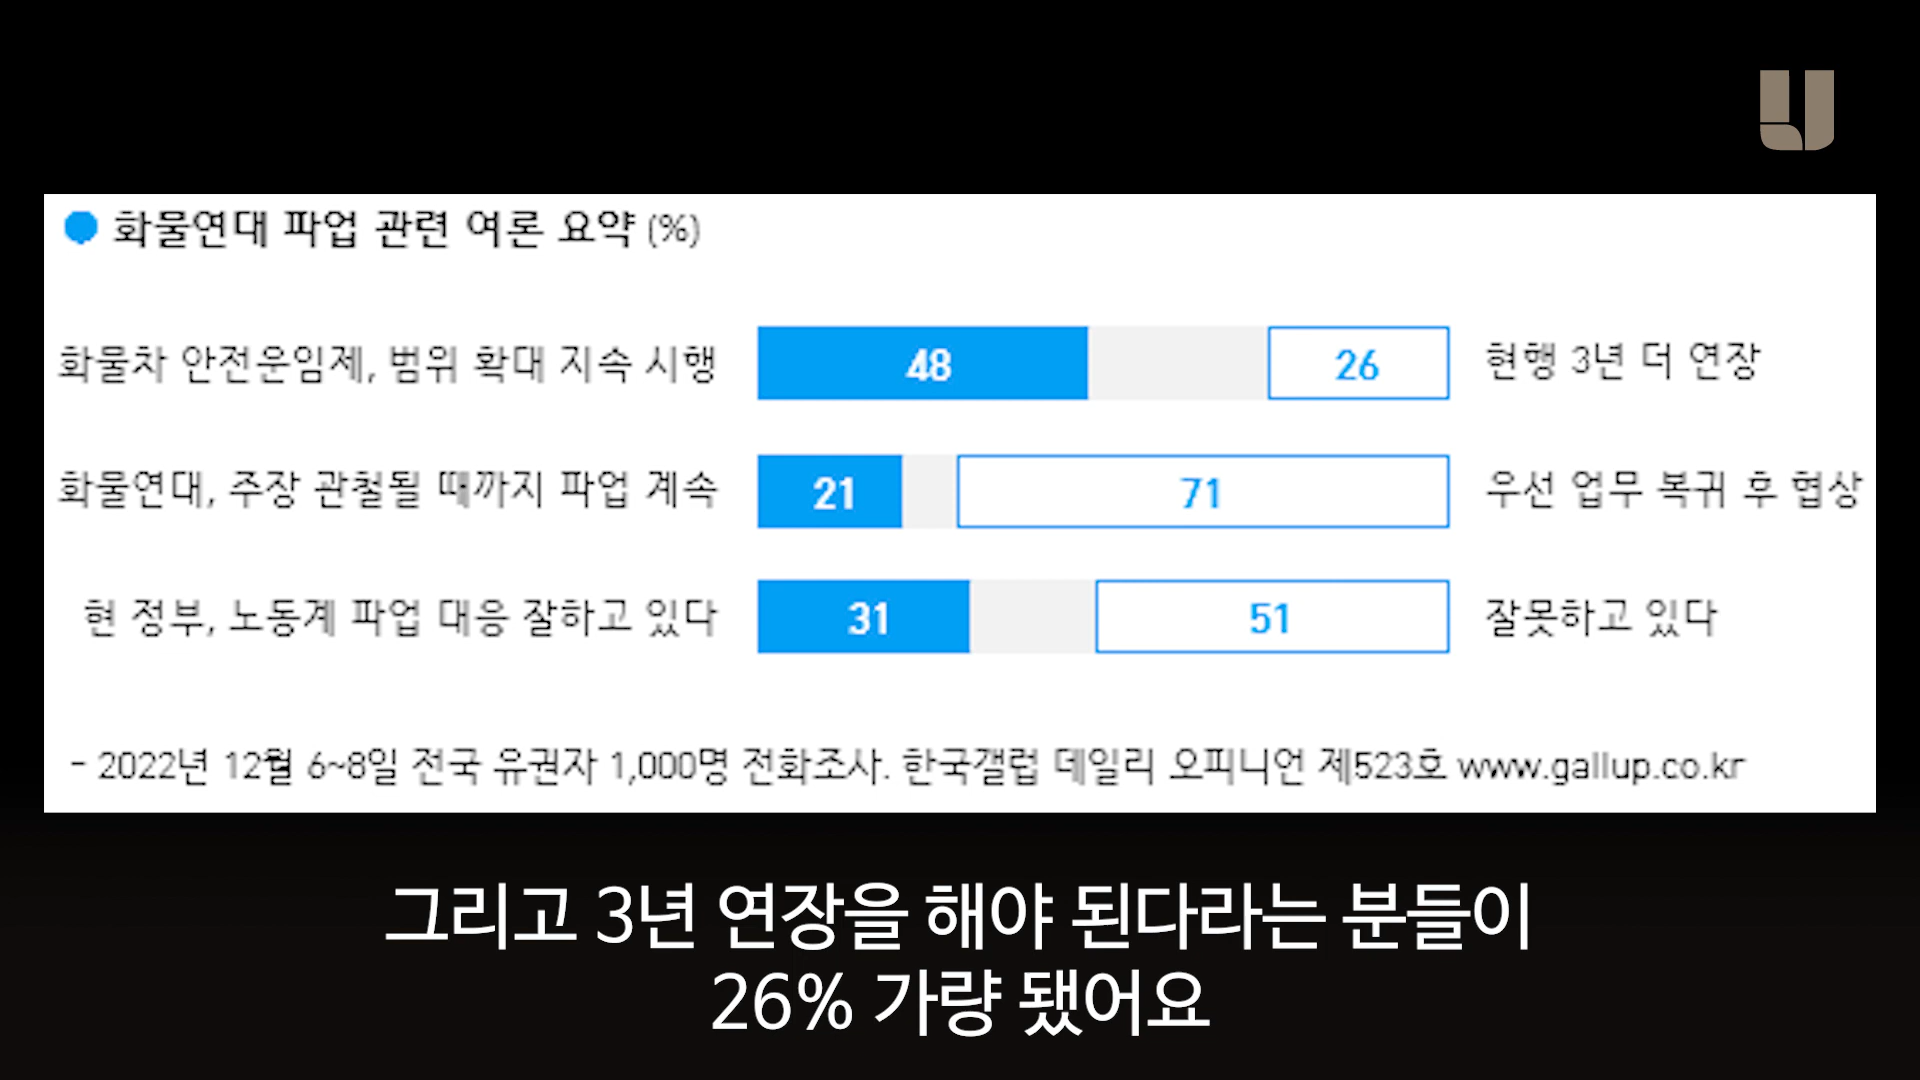 화물연대 파업 관련 여론 요약 (%)
화물차 안전운임제, 범위 확대 지속 시행 48 26 현행 3년 더 연장
화물연대, 주장 관철될 때까지 파업 계속 21 71 우선 업무 복귀 후 협상
현 정부, 노동계 파업 대응 잘하고 있다 31 51 잘못하고 있다
- 2022년 12월 6~8일 전국 유권자 1,000명 전화조사. 한국갤럽 데일리 오피니언 제523호 www.gallup.co.kr
그리고 3년 연장을 해야 된다라는 분들이
26% 가량 됐어요